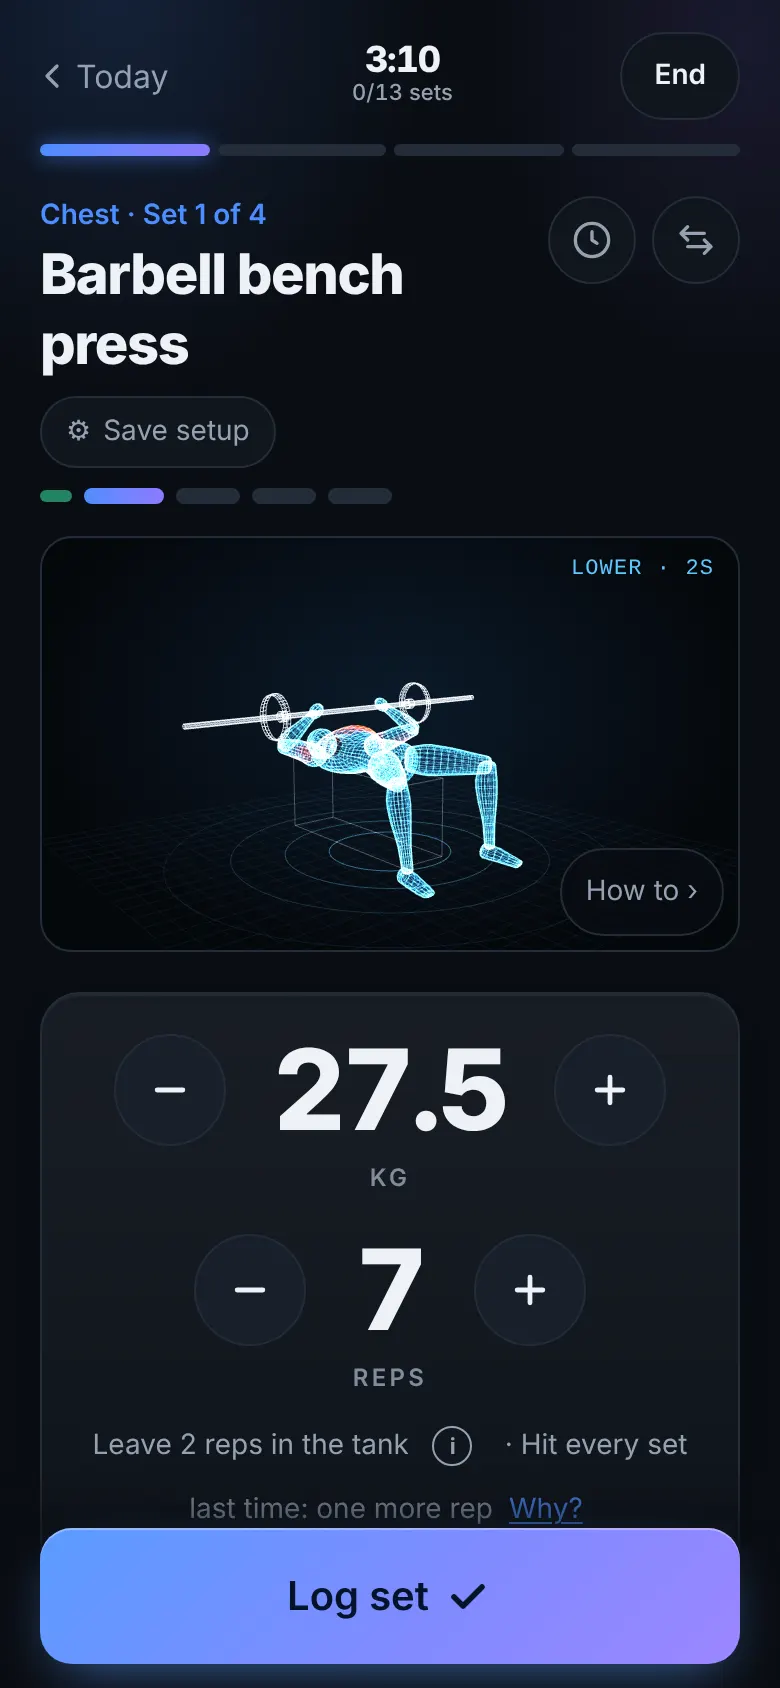 Today
3:10
0/13 sets
End
Chest · Set 1 of 4
Barbell bench
press
⚙ Save setup
LOWER · 2S
How to ›
27.5
KG
7
REPS
Leave 2 reps in the tank i · Hit every set
last time: one more rep Why?
Log set ✓